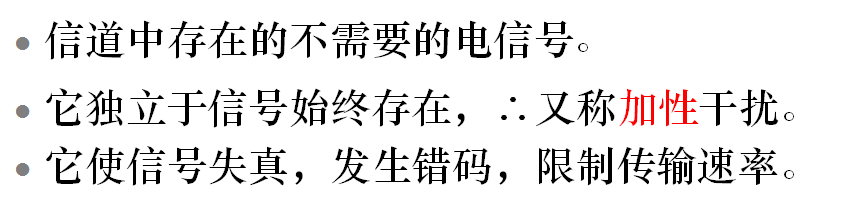 • 信道中存在的不需要的电信号。
• 它独立于信号始终存在，∴又称加性干扰。
• 它使信号失真，发生错码，限制传输速率。